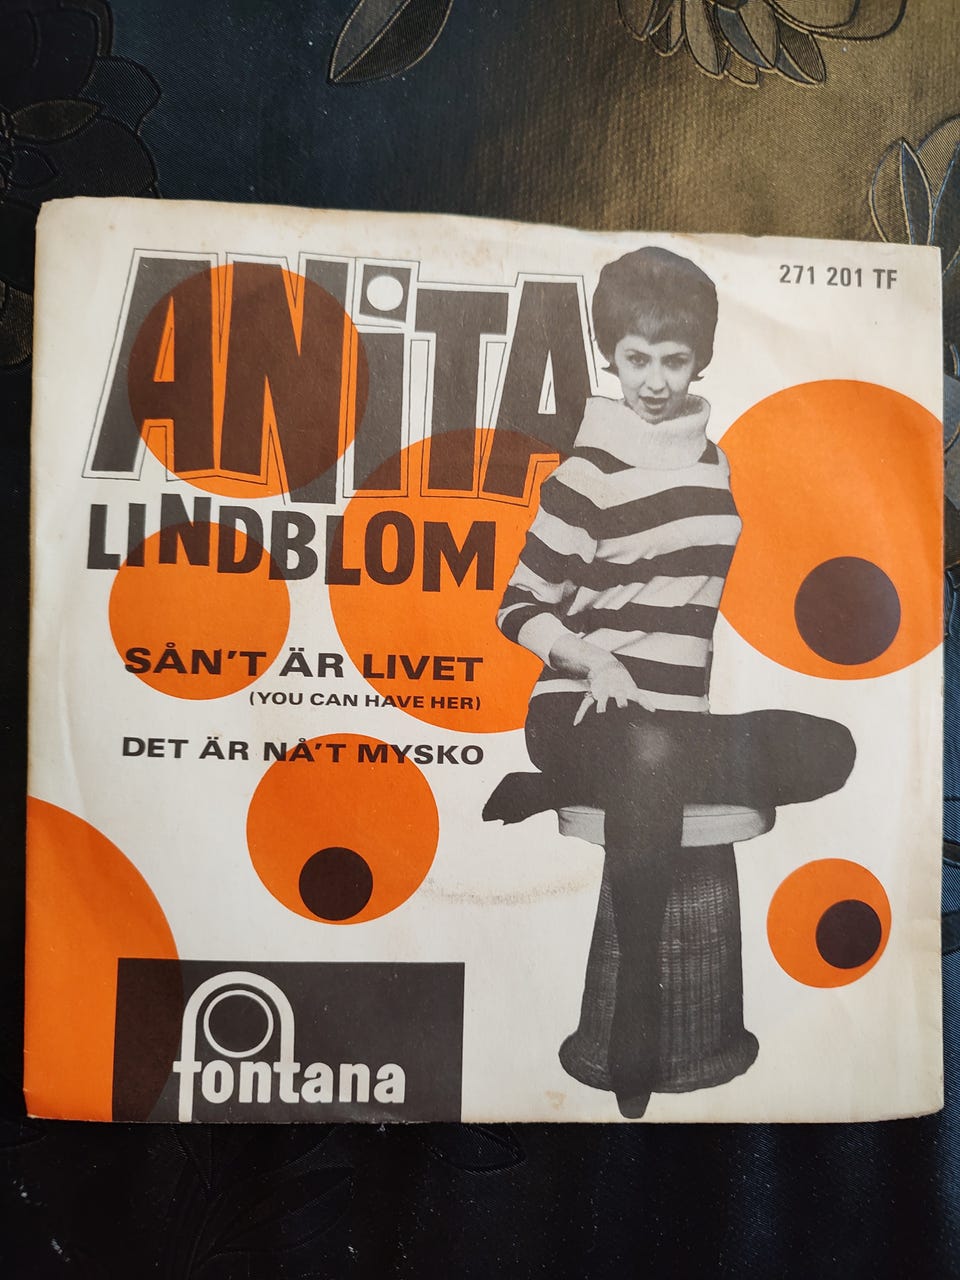 271 201 TF
ANiTA
LINDBLOM
SÅN'T ÄR LIVET
(YOU CAN HAVE HER)
DET ÄR NÅ'T MYSKO
fontana